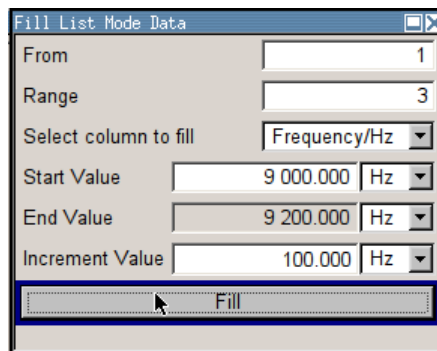 Fill List Mode Data
From 1
Range 3
Select column to fill Frequency/Hz
Start Value 9 000.000 Hz
End Value 9 200.000 Hz
Increment Value 100.000 Hz
Fill